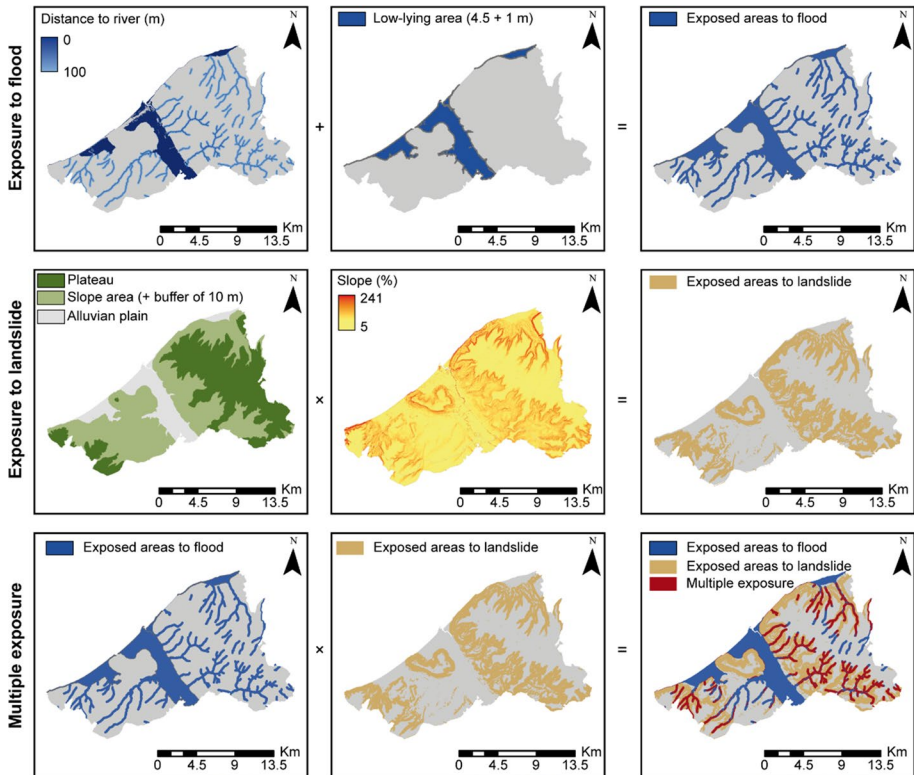 Exposure to flood
Distance to river (m)
0
100
N
Km
0 4.5 9 13.5
+
Low-lying area (4.5 + 1 m)
N
Km
0 4.5 9 13.5
=
Exposed areas to flood
N
Km
0 4.5 9 13.5
Exposure to landslide
Plateau
Slope area (+ buffer of 10 m)
Alluvian plain
N
Km
0 4.5 9 13.5
×
Slope (%)
241
5
N
Km
0 4.5 9 13.5
=
Exposed areas to landslide
N
Km
0 4.5 9 13.5
Multiple exposure
Exposed areas to flood
N
Km
0 4.5 9 13.5
×
Exposed areas to landslide
N
Km
0 4.5 9 13.5
=
Exposed areas to flood
Exposed areas to landslide
Multiple exposure
N
Km
0 4.5 9 13.5